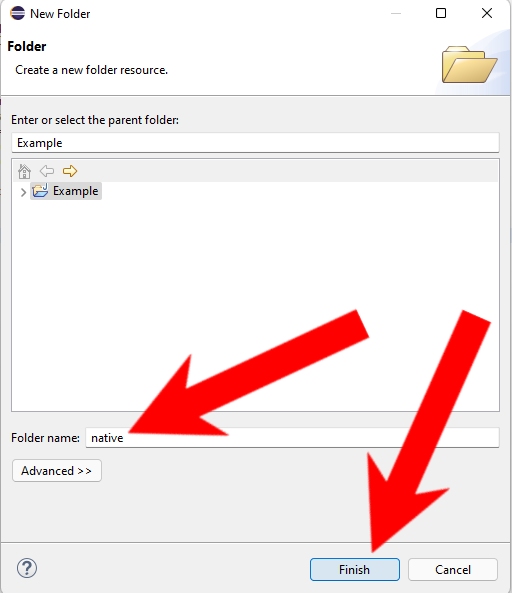 New Folder
Folder
Create a new folder resource.
Enter or select the parent folder:
Example
Example
Folder name: native
Advanced >>
Finish Cancel